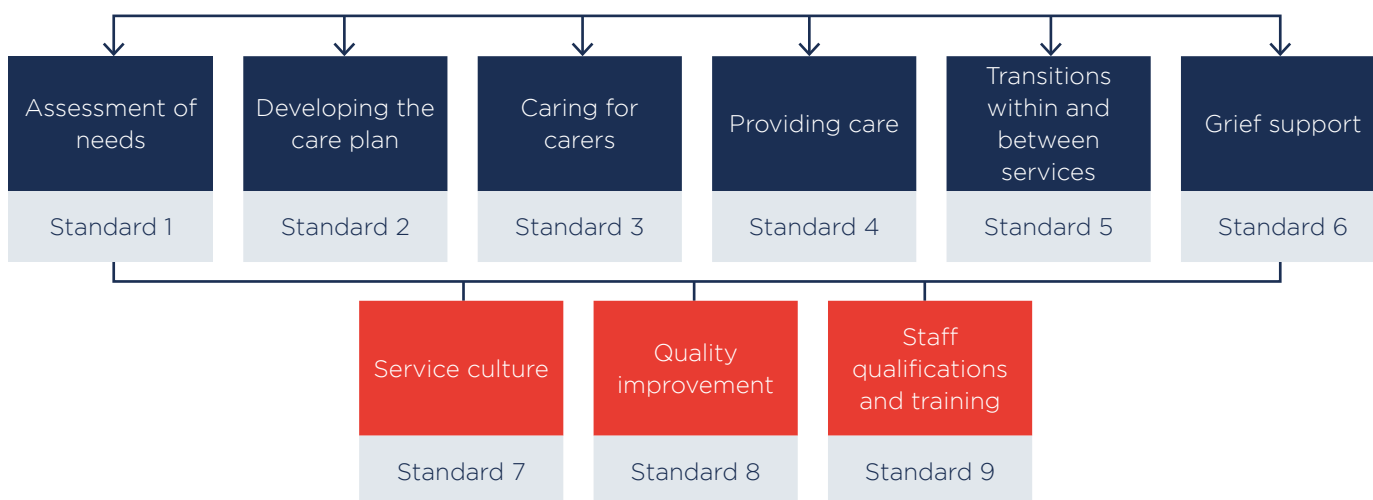 Assessment of
needs
Standard 1
Developing the
care plan
Standard 2
Caring for
carers
Standard 3
Providing care
Standard 4
Transitions
within and
between
services
Standard 5
Grief support
Standard 6
Service culture
Standard 7
Quality
improvement
Standard 8
Staff
qualifications
and training
Standard 9